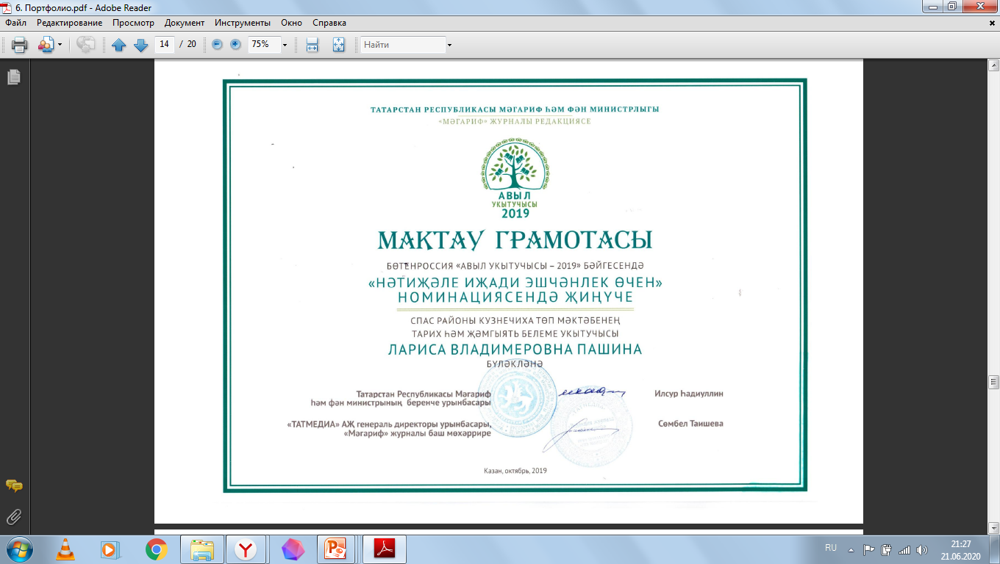 6. Портфолио.pdf - Adobe Reader
Файл Редактирование Просмотр Документ Инструменты Окно Справка
14 / 20 75% Найти
ТАТАРСТАН РЕСПУБЛИКАСЫ МӘГАРИФ ҺӘМ ФӘН МИНИСТРЛЫГЫ
«МӘГАРИФ» ЖУРНАЛЫ РЕДАКЦИЯСЕ
АВЫЛ
УКЫТУЧЫСЫ
2019
МАКТАУ ГРАМОТАСЫ
БӨТЕНРОССИЯ «АВЫЛ УКЫТУЧЫСЫ – 2019» БӘЙГЕСЕНДӘ
«НӘТИҖӘЛЕ ИҖАДИ ЭШЧӘНЛЕК ӨЧЕН»
НОМИНАЦИЯСЕНДӘ ҖИҢҮЧЕ
СПАС РАЙОНЫ КУЗНЕЧИХА ТӨП МӘКТӘБЕНЕҢ
ТАРИХ ҺӘМ ҖӘМГЫЯТЬ БЕЛЕМЕ УКЫТУЧЫСЫ
ЛАРИСА ВЛАДИМЕРОВНА ПАШИНА
БҮЛӘКЛӘНӘ
Татарстан Республикасы Мәгариф
һәм фән министрының беренче урынбасары
Илсур Һадиуллин
«ТАТМЕДИА» АҖ генераль директоры урынбасары,
«Мәгариф» журналы баш мөхәррире
Сөмбел Таишева
Казан, октябрь, 2019
RU
21:27
21.06.2020